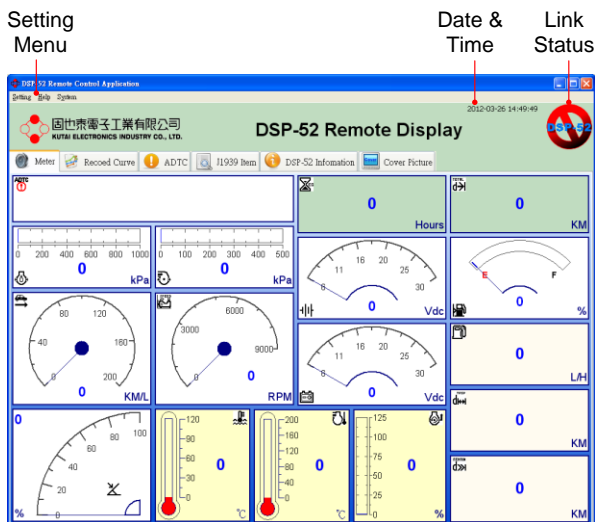 Setting
Menu
Date &
Time
Link
Status
DSP-52 Remote Control Application
Setting Help System
2012-03-26 14:49:49
固也泰電子工業有限公司
KUTAI ELECTRONICS INDUSTRY CO., LTD.
DSP-52 Remote Display
DSP-52
Meter Recoed Curve ADTC J1939 Item DSP-52 Infomation Cover Picture
ADTC
0 Hours
TOTAL 0 KM
0 200 400 600 800 1000
0 kPa
0 100 200 300 400 500
0 kPa
8 11 16 20 25 30
0 Vdc
E F
0 %
0 40 80 120 160 200
0 KM/L
0 3000 6000 9000
0 RPM
8 11 16 20 25 30
0 Vdc
0 L/H
0 KM
0 KM
0
0 20 40 60 80 100
%
120
90
60
30
0
0 ℃
200
160
120
80
40
0
0 ℃
125
100
75
50
25
0
0 %